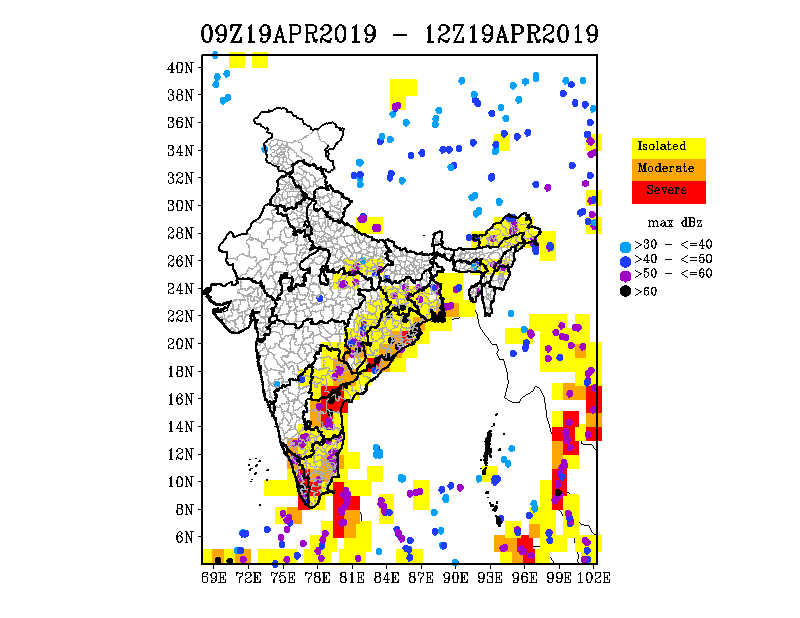 09Z19APR2019 - 12Z19APR2019
40N
38N
36N
34N
32N
30N
28N
26N
24N
22N
20N
18N
16N
14N
12N
10N
8N
6N
69E 72E 75E 78E 81E 84E 87E 90E 93E 96E 99E 102E
Isolated
Moderate
Severe
max dBz
>30 - <=40
>40 - <=50
>50 - <=60
>60